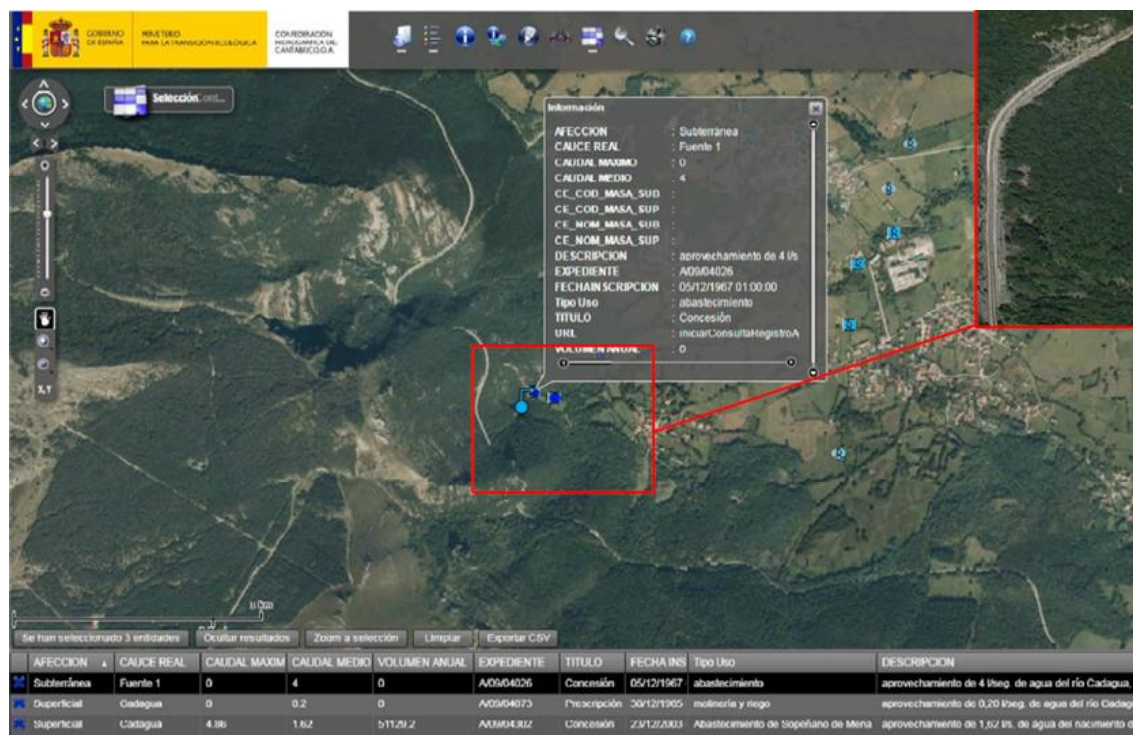 GOBIERNO DE ESPAÑA
MINISTERIO PARA LA TRANSICIÓN ECOLÓGICA
CONFEDERACIÓN HIDROGRÁFICA DEL CANTÁBRICO, O.A.
Selección
Información
AFECCION : Subterránea
CAUCE REAL : Fuente 1
CAUDAL MAXIMO : 0
CAUDAL MEDIO : 4
CE_COD_MASA_SUB :
CE_COD_MASA_SUP :
CE_NOM_MASA_SUB :
CE_NOM_MASA_SUP :
DESCRIPCION : aprovechamiento de 4 l/s
EXPEDIENTE : A/09/04026
FECHAINSCRIPCION : 05/12/1967 01:00:00
Tipo Uso : abastecimiento
TITULO : Concesión
URL : iniciarConsultaRegistroA
VOLUMEN ANUAL : 0
X,Y
Se han seleccionado 3 entidades Ocultar resultados Zoom a selección Limpiar Exportar CSV
AFECCION CAUCE REAL CAUDAL MAXIM CAUDAL MEDIO VOLUMEN ANUAL EXPEDIENTE TITULO FECHA INS Tipo Uso DESCRIPCION
Subterránea Fuente 1 0 4 0 A/09/04026 Concesión 05/12/1967 abastecimiento aprovechamiento de 4 l/seg. de agua del río Cadagua,
Superficial Cadagua 0 0.2 0 A/09/04073 Prescripción molinería y riego aprovechamiento de 0,20 l/seg. de agua del río Cadag
Superficial Cadagua 4.86 1.62 51129.2 A/09/04302 Concesión 23/12/2003 Abastecimiento de Sopeñano de Mena aprovechamiento de 1,62 l/s. de agua del nacimiento d